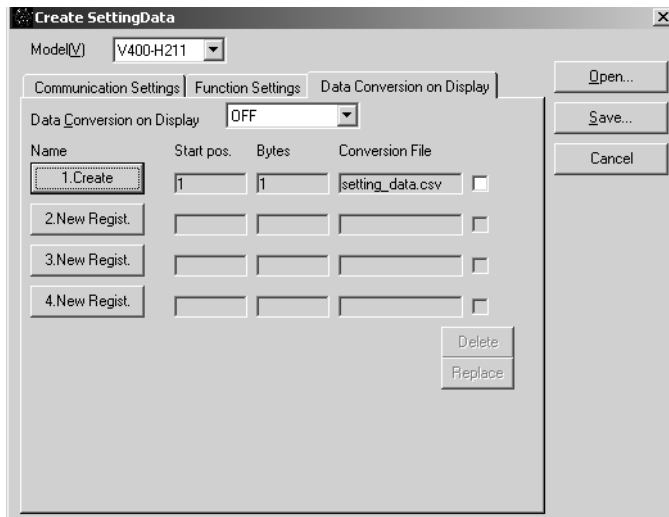 Create SettingData
Model(V) V400-H211
Communication Settings Function Settings Data Conversion on Display
Data Conversion on Display OFF
Name Start pos. Bytes Conversion File
1.Create 1 1 setting_data.csv
2.New Regist.
3.New Regist.
4.New Regist.
Delete
Replace
Open...
Save...
Cancel